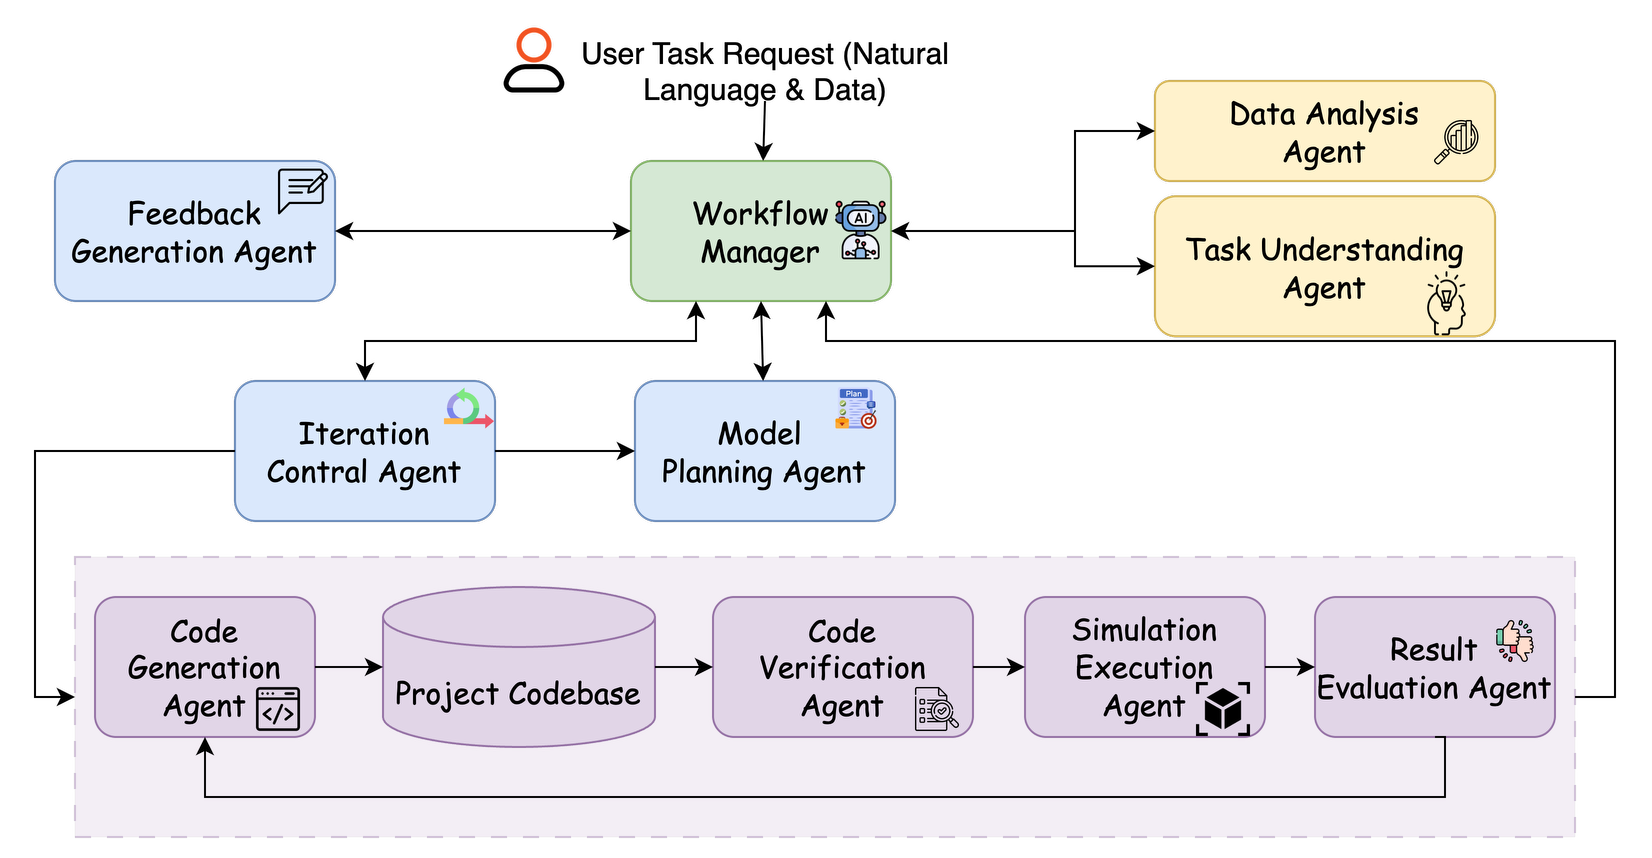 User Task Request (Natural
Language & Data)
Data Analysis
Agent
Feedback
Generation Agent
Workflow
Manager
AI
Task Understanding
Agent
Iteration
Contral Agent
Model
Planning Agent
Plan
Code
Generation
Agent
</>
Project Codebase
Code
Verification
Agent
Simulation
Execution
Agent
Result
Evaluation Agent